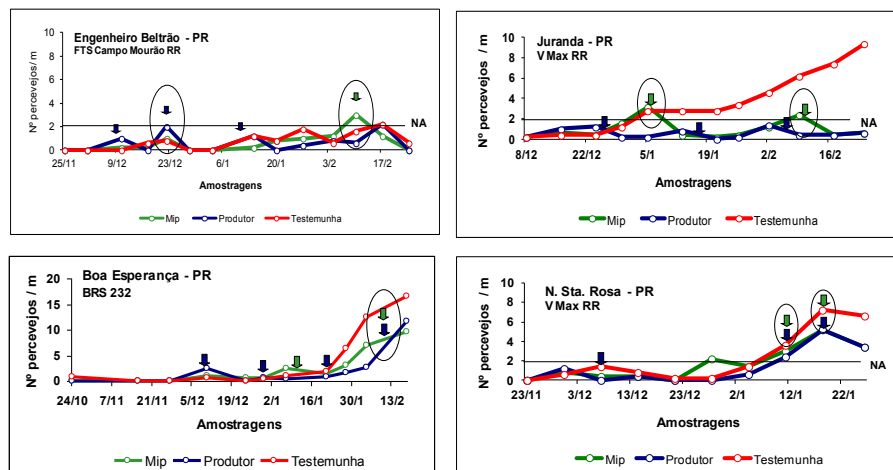 Engenheiro Beltrão - PR
FTS Campo Mourão RR
Nº percevejos/ m
10
8
6
4
2
0
NA
25/11 9/12 23/12 6/1 20/1 3/2 17/2
Amostragens
Mip Produtor Testemunha
Juranda - PR
V Max RR
Nº percevejos / m
10
8
6
4
2
0
NA
8/12 22/12 5/1 19/1 2/2 16/2
Amostragens
Mip Produtor Testemunha
Boa Esperança - PR
BRS 232
Nº percevejos / m
20
15
10
5
0
24/10 7/11 21/11 5/12 19/12 2/1 16/1 30/1 13/2
Amostragens
Mip Produtor Testemunha
N. Sta. Rosa - PR
V Max RR
Nº percevejos / m
10
8
6
4
2
0
NA
23/11 3/12 13/12 23/12 2/1 12/1 22/1
Amostragens
Mip Produtor Testemunha